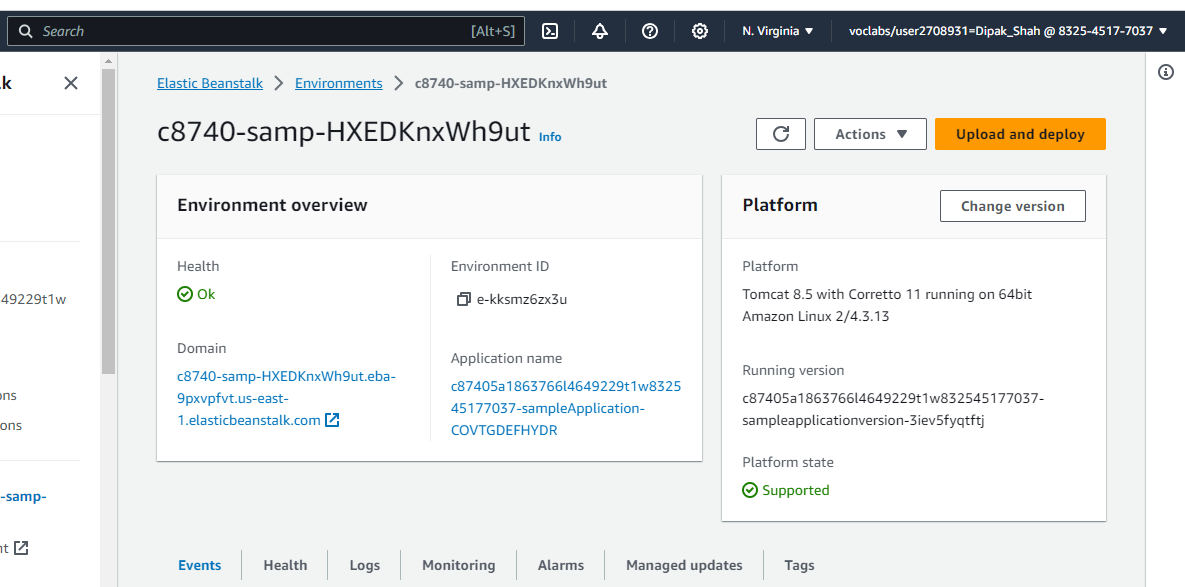 Search [Alt+S] N. Virginia ▼ voclabs/user2708931=Dipak_Shah @ 8325-4517-7037 ▼
lk
49229t1w
ons
ons
-samp-
nt
Elastic Beanstalk > Environments > c8740-samp-HXEDKnxWh9ut
c8740-samp-HXEDKnxWh9ut Info
Actions ▼
Upload and deploy
Environment overview
Health
Ok
Domain
c8740-samp-HXEDKnxWh9ut.eba-
9pxvpfvt.us-east-
1.elasticbeanstalk.com
Environment ID
e-kksmz6zx3u
Application name
c87405a1863766l4649229t1w8325
45177037-sampleApplication-
COVTGDEFHYDR
Platform
Change version
Platform
Tomcat 8.5 with Corretto 11 running on 64bit
Amazon Linux 2/4.3.13
Running version
c87405a1863766l4649229t1w832545177037-
sampleapplicationversion-3iev5fyqtftj
Platform state
Supported
Events Health Logs Monitoring Alarms Managed updates Tags